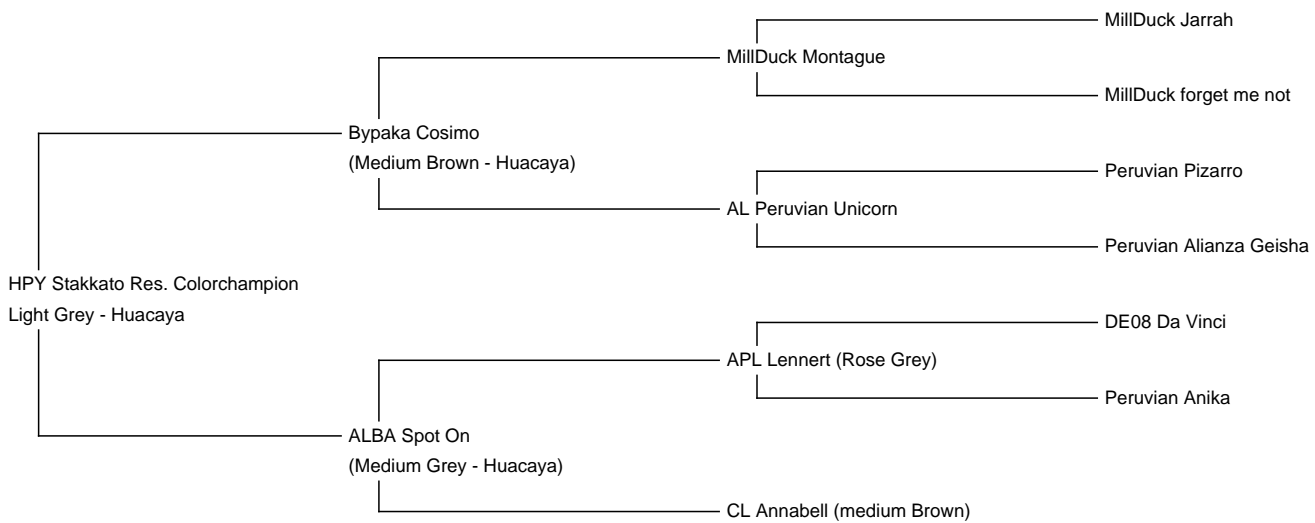 MillDuck Jarrah
MillDuck Montague
MillDuck forget me not
Bypaka Cosimo
(Medium Brown - Huacaya)
Peruvian Pizarro
AL Peruvian Unicorn
Peruvian Alianza Geisha
HPY Stakkato Res. Colorchampion
Light Grey - Huacaya
DE08 Da Vinci
APL Lennert (Rose Grey)
Peruvian Anika
ALBA Spot On
(Medium Grey - Huacaya)
CL Annabell (medium Brown)